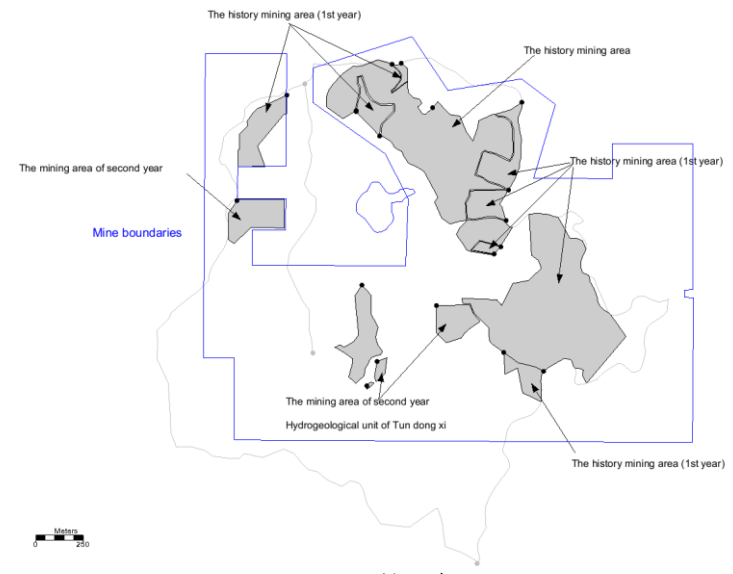 The history mining area (1st year)
The history mining area
The history mining area (1st year)
The mining area of second year
Mine boundaries
The mining area of second year
Hydrogeological unit of Tun dong xi
The history mining area (1st year)
Meters
0 250